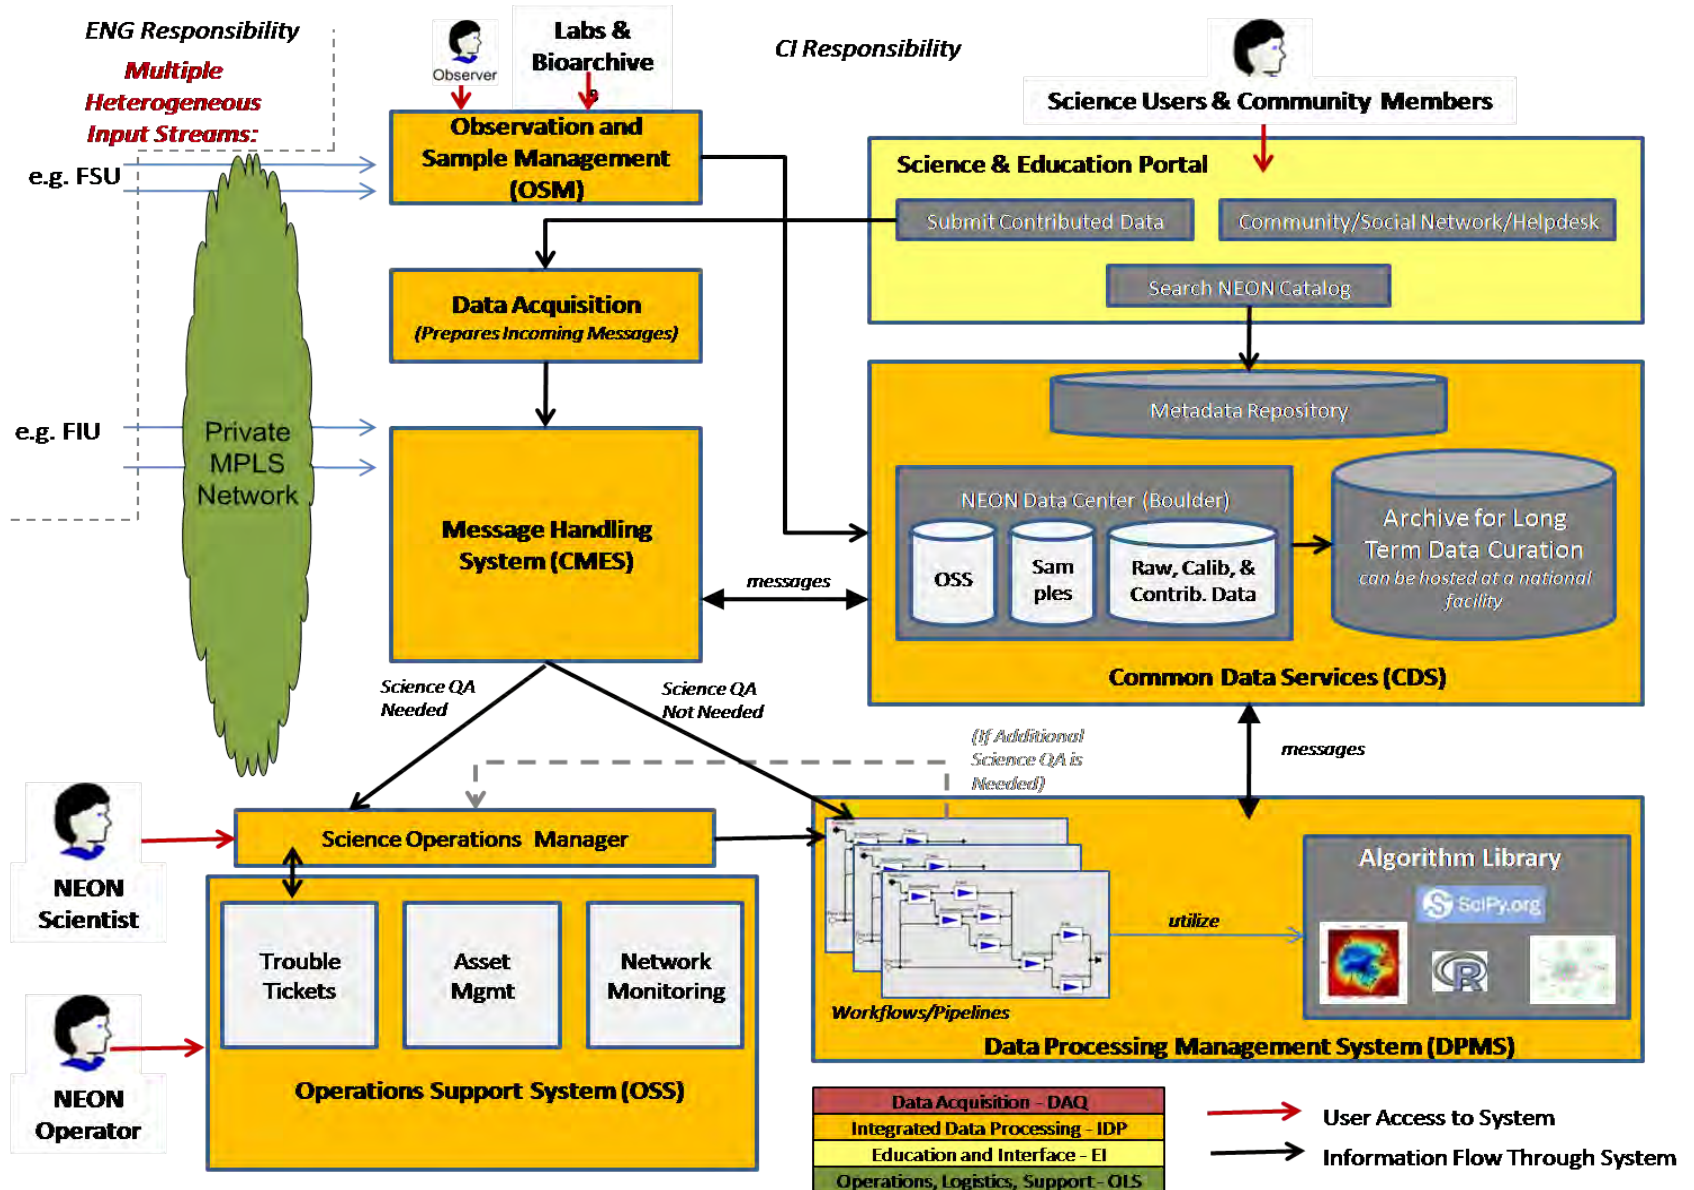 ENG Responsibility
Multiple
Heterogeneous
Input Streams:
e.g. FSU
e.g. FIU
Private
MPLS
Network
Observer
Labs &
Bioarchive
s
CI Responsibility
Observation and
Sample Management
(OSM)
Data Acquisition
(Prepares Incoming Messages)
Message Handling
System (CMES)
messages
Science QA
Needed
Science QA
Not Needed
Science Users & Community Members
Science & Education Portal
Submit Contributed Data
Community/Social Network/Helpdesk
Search NEON Catalog
Metadata Repository
NEON Data Center (Boulder)
OSS
Sam
ples
Raw, Calib, &
Contrib. Data
Archive for Long
Term Data Curation
can be hosted at a national
facility
Common Data Services (CDS)
messages
(If Additional
Science QA is
Needed)
NEON
Scientist
Science Operations Manager
Trouble
Tickets
Asset
Mgmt
Network
Monitoring
Operations Support System (OSS)
NEON
Operator
Workflows/Pipelines
utilize
Algorithm Library
SciPy.org
R
Data Processing Management System (DPMS)
Data Acquisition - DAQ
Integrated Data Processing - IDP
Education and Interface - EI
Operations, Logistics, Support - OLS
User Access to System
Information Flow Through System